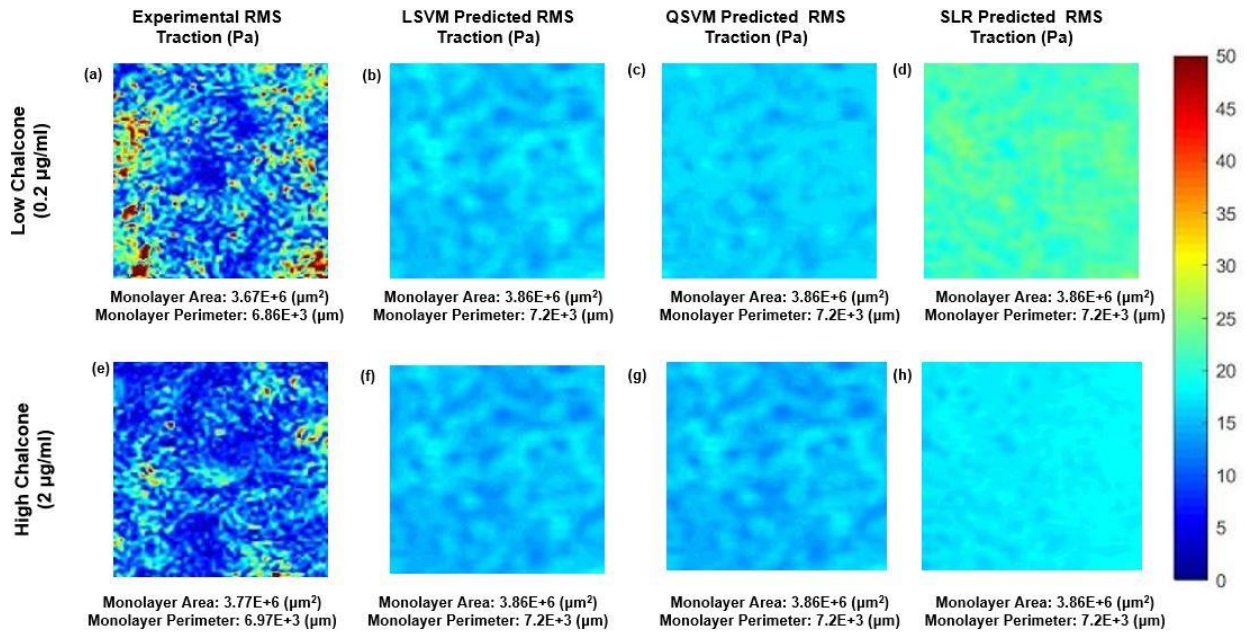 Experimental RMS
Traction (Pa)
LSVM Predicted RMS
Traction (Pa)
QSVM Predicted  RMS
Traction (Pa)
SLR Predicted  RMS
Traction (Pa)
Low Chalcone
(0.2 µg/ml)
(a)
(b)
(c)
(d)
Monolayer Area: 3.67E+6 (µm²)
Monolayer Perimeter: 6.86E+3 (µm)
Monolayer Area: 3.86E+6 (µm²)
Monolayer Perimeter: 7.2E+3 (µm)
Monolayer Area: 3.86E+6 (µm²)
Monolayer Perimeter: 7.2E+3 (µm)
Monolayer Area: 3.86E+6 (µm²)
Monolayer Perimeter: 7.2E+3 (µm)
High Chalcone
(2 µg/ml)
(e)
(f)
(g)
(h)
Monolayer Area: 3.77E+6 (µm²)
Monolayer Perimeter: 6.97E+3 (µm)
Monolayer Area: 3.86E+6 (µm²)
Monolayer Perimeter: 7.2E+3 (µm)
Monolayer Area: 3.86E+6 (µm²)
Monolayer Perimeter: 7.2E+3 (µm)
Monolayer Area: 3.86E+6 (µm²)
Monolayer Perimeter: 7.2E+3 (µm)
50
45
40
35
30
25
20
15
10
5
0